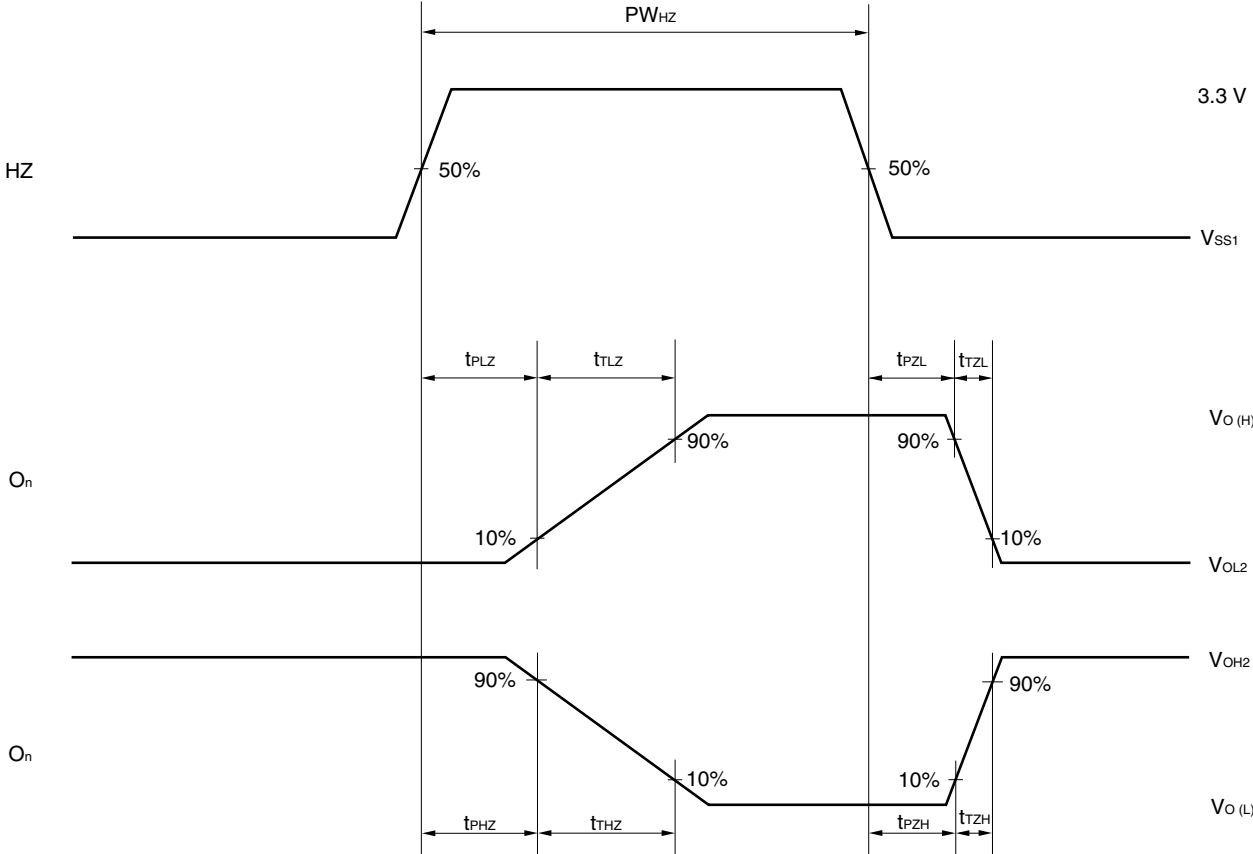 PWHZ
3.3 V
HZ
50%
50%
VSS1
tPLZ
tTLZ
tPZL
tTZL
VO (H)
90%
90%
On
10%
10%
VOL2
VOH2
90%
90%
On
10%
10%
VO (L)
tPHZ
tTHZ
tPZH
tTZH